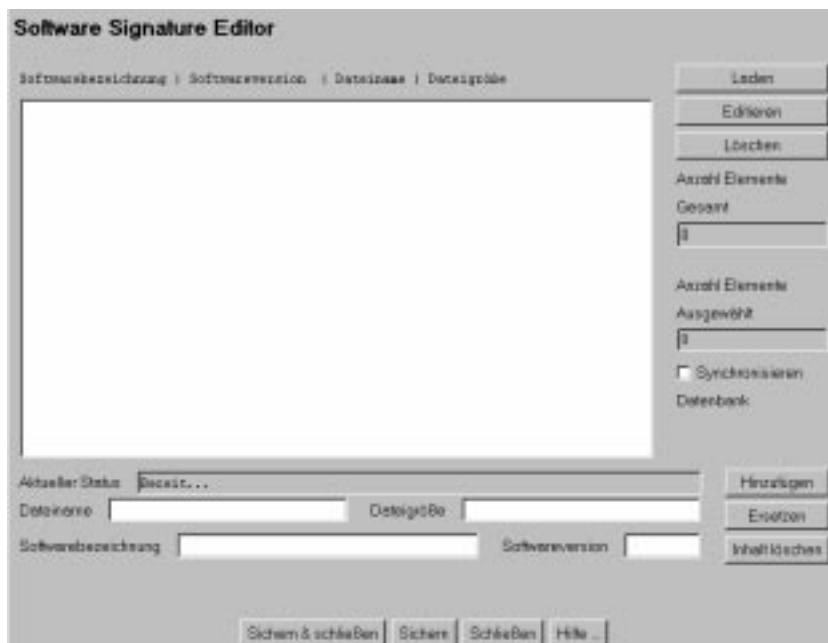 Software Signature Editor
Softwarebezeichnung | Softwareversion | Dateiname | Dateigröße
Laden
Editieren
Löschen
Anzahl Elemente
Gesamt
0
Anzahl Elemente
Ausgewählt
0
Synchronisieren
Datenbank
Aktueller Status Bereit...
Hinzufügen
Dateiname Dateigröße
Ersetzen
Softwarebezeichnung Softwareversion
Inhalt löschen
Sichern & schließen Sichern Schließen Hilfe ..